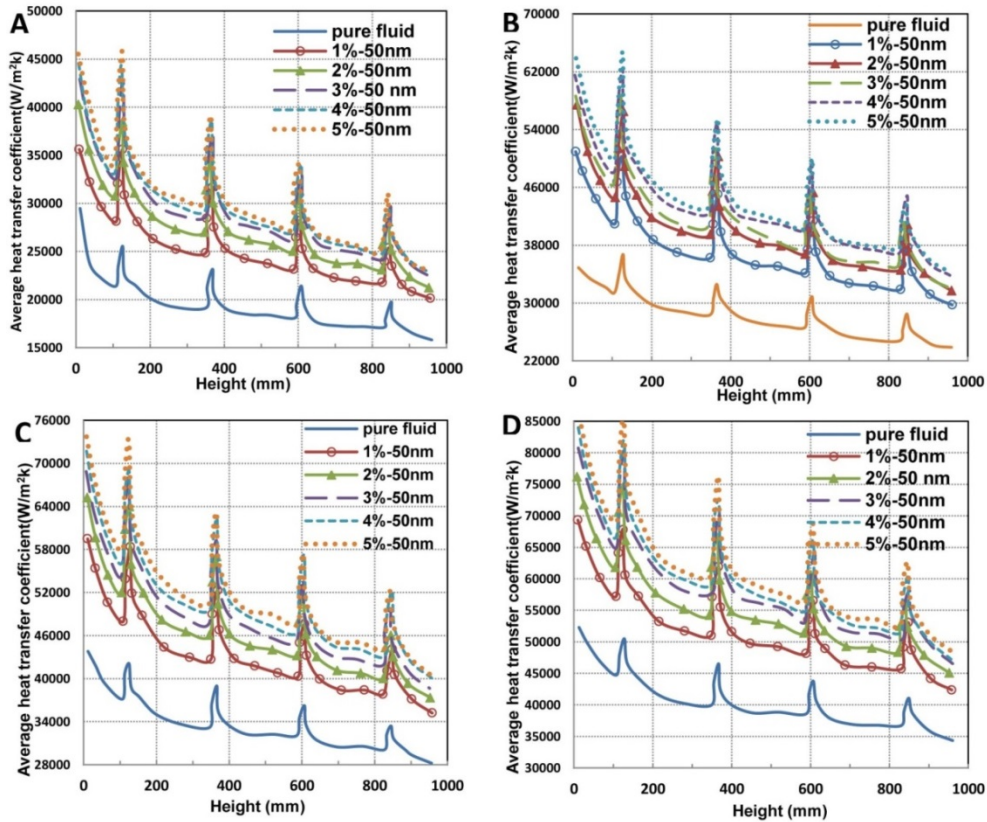 A
Average heat transfer coefficient(W/m²k)
50000
45000
40000
35000
30000
25000
20000
15000
pure fluid
1%-50nm
2%-50nm
3%-50 nm
4%-50nm
5%-50nm
0
200
400
600
800
1000
Height (mm)
B
Average heat transfer coefficient(W/m²k)
70000
62000
54000
46000
38000
30000
22000
pure fluid
1%-50nm
2%-50nm
3%-50nm
4%-50nm
5%-50nm
0
200
400
600
800
1000
Height (mm)
C
Average heat transfer coefficient(W/m²k)
76000
70000
64000
58000
52000
46000
40000
34000
28000
pure fluid
1%-50nm
2%-50nm
3%-50nm
4%-50nm
5%-50nm
0
200
400
600
800
1000
Height (mm)
D
Average heat transfer coefficient(W/m²k)
85000
80000
75000
70000
65000
60000
55000
50000
45000
40000
35000
30000
pure fluid
1%-50nm
2%-50 nm
3%-50nm
4%-50nm
5%-50nm
0
200
400
600
800
1000
Height (mm)